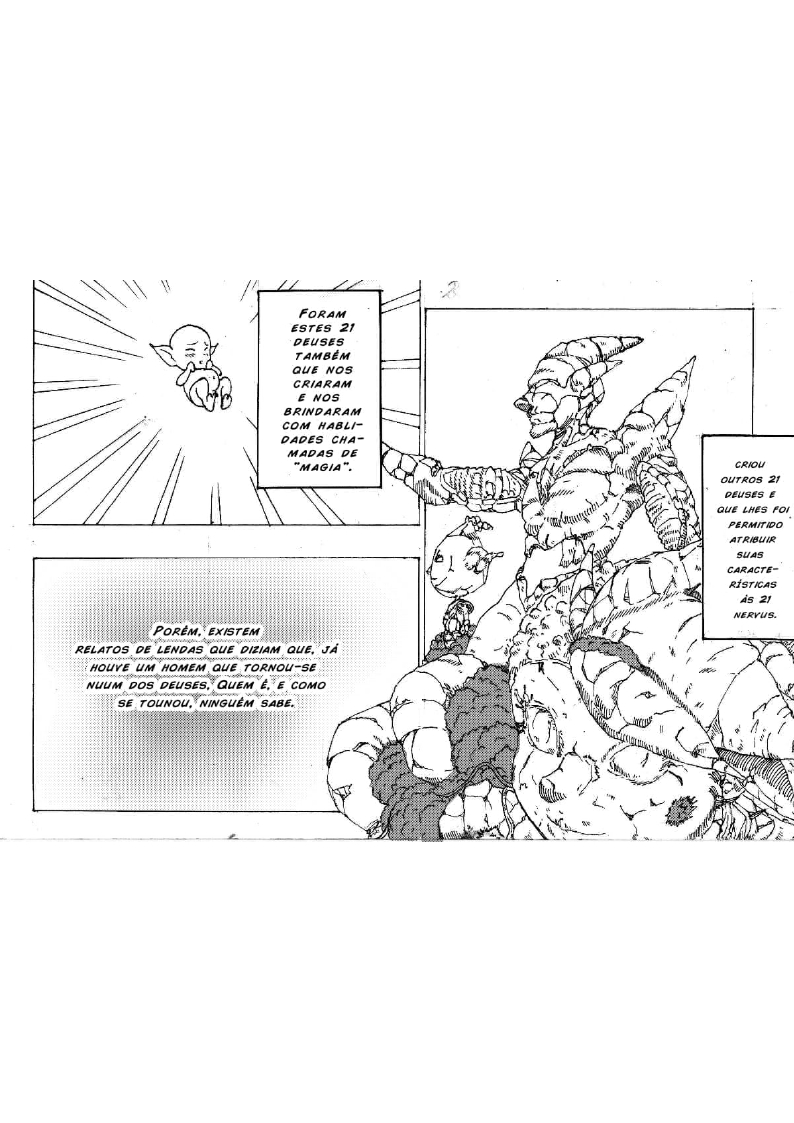 FORAM
ESTES 21
DEUSES
TAMBÉM
QUE NOS
CRIARAM
E NOS
BRINDARAM
COM HABLI-
DADES CHA-
MADAS DE
"MAGIA".
CRIOU
OUTROS 21
DEUSES E
QUE LHES FOI
PERMITIDO
ATRIBUIR
SUAS
CARACTE-
RÍSTICAS
ÀS 21
NERVUS.
PORÉM, EXISTEM
RELATOS DE LENDAS QUE DIZIAM QUE, JÁ
HOUVE UM HOMEM QUE TORNOU-SE
NUUM DOS DEUSES, QUEM É, E COMO
SE TOUNOU, NINGUÉM SABE.